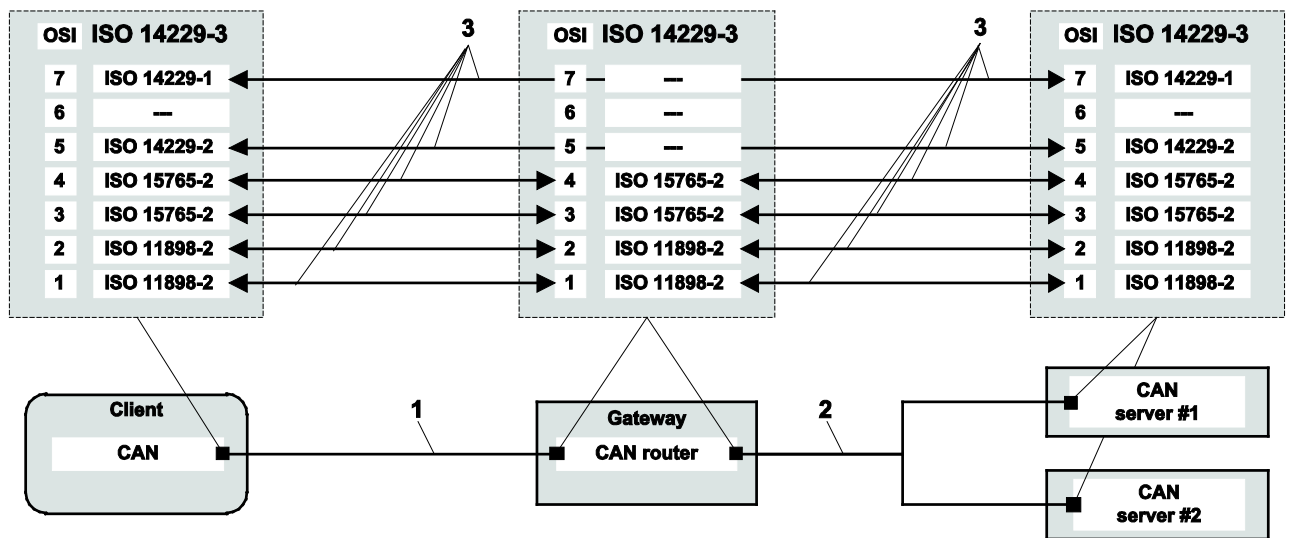 OSI ISO 14229-3
7 ISO 14229-1
6 ---
5 ISO 14229-2
4 ISO 15765-2
3 ISO 15765-2
2 ISO 11898-2
1 ISO 11898-2
3
OSI ISO 14229-3
7 ---
6 ---
5 ---
4 ISO 15765-2
3 ISO 15765-2
2 ISO 11898-2
1 ISO 11898-2
3
OSI ISO 14229-3
7 ISO 14229-1
6 ---
5 ISO 14229-2
4 ISO 15765-2
3 ISO 15765-2
2 ISO 11898-2
1 ISO 11898-2
Client
CAN
1
Gateway
CAN router
2
CAN
server #1
CAN
server #2